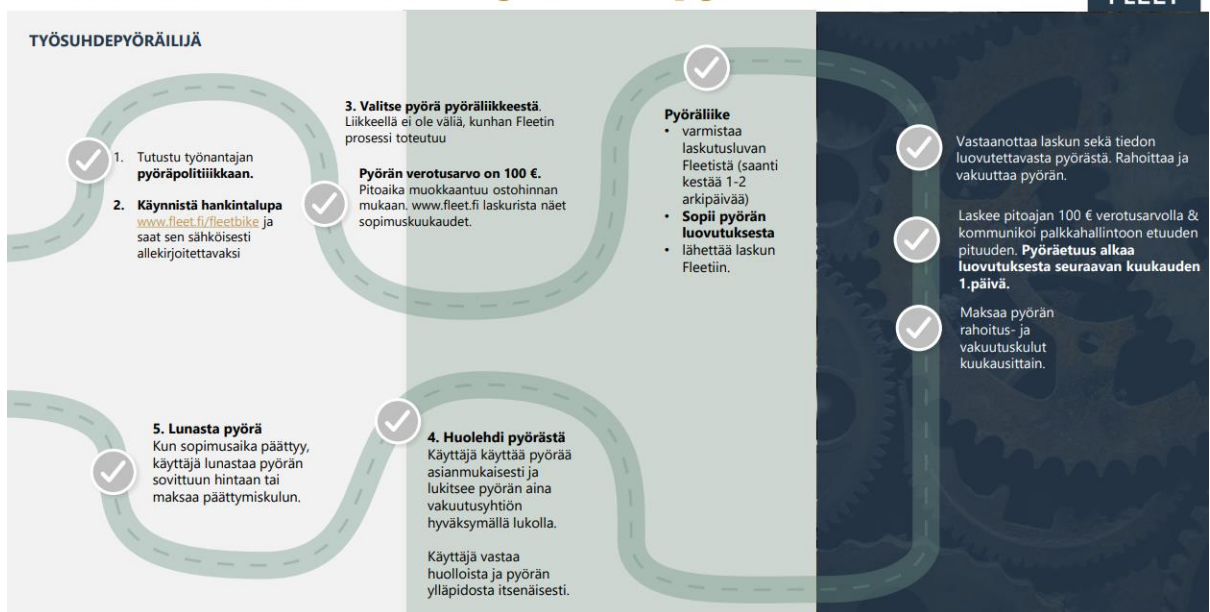 TYÖSUHDEPYÖRÄILIJÄ
1. Tutustu työnantajan
pyöräpolitiiikkaan.
2. Käynnistä hankintalupa
www.fleet.fi/fleetbike ja
saat sen sähköisesti
allekirjoitettavaksi
3. Valitse pyörä pyöräliikkeestä.
Liikkeellä ei ole väliä, kunhan Fleetin
prosessi toteutuu
Pyörän verotusarvo on 100 €.
Pitoaika muokkaantuu ostohinnan
mukaan. www.fleet.fi laskurista näet
sopimuskuukaudet.
Pyöräliike
• varmistaa
laskutusluvan
Fleetistä (saanti
kestää 1-2
arkipäivää)
• Sopii pyörän
luovutuksesta
• lähettää laskun
Fleetiin.
Vastaanottaa laskun sekä tiedon
luovutettavasta pyörästä. Rahoittaa ja
vakuuttaa pyörän.
Laskee pitoajan 100 € verotusarvolla &
kommunikoi palkkahallintoon etuuden
pituuden. Pyöräetuus alkaa
luovutuksesta seuraavan kuukauden
1.päivä.
Maksaa pyörän
rahoitus- ja
vakuutuskulut
kuukausittain.
4. Huolehdi pyörästä
Käyttäjä käyttää pyörää
asianmukaisesti ja
lukitsee pyörän aina
vakuutusyhtiön
hyväksymällä lukolla.
Käyttäjä vastaa
huolloista ja pyörän
ylläpidosta itsenäisesti.
5. Lunasta pyörä
Kun sopimusaika päättyy,
käyttäjä lunastaa pyörän
sovittuun hintaan tai
maksaa päättymiskulun.